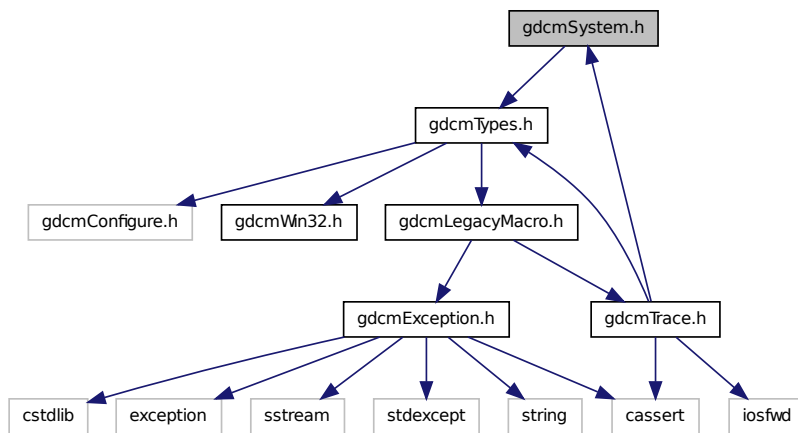 gdcmSystem.h
gdcmTypes.h
gdcmConfigure.h
gdcmWin32.h
gdcmLegacyMacro.h
gdcmException.h
gdcmTrace.h
cstdlib
exception
sstream
stdexcept
string
cassert
iosfwd